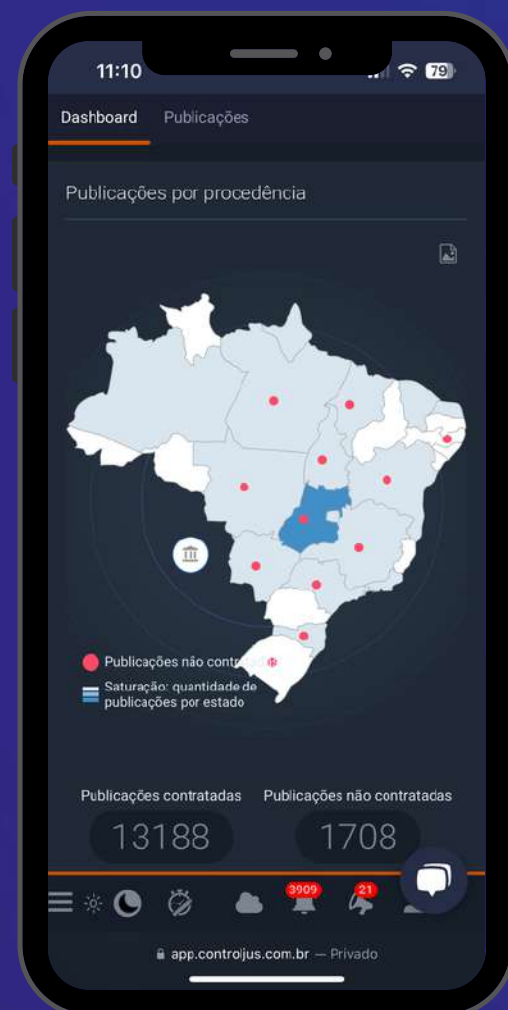 11:10
79
Dashboard Publicações
Publicações por procedência
Publicações não
Saturação: quantidade de
publicações por estado
Publicações contratadas Publicações não contratadas
13188 1708
3909 21
app.controljus.com.br — Privado